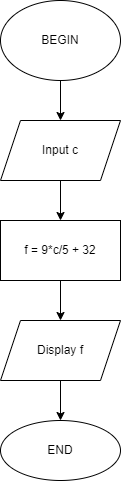 BEGIN
Input c
f = 9*c/5 + 32
Display f
END